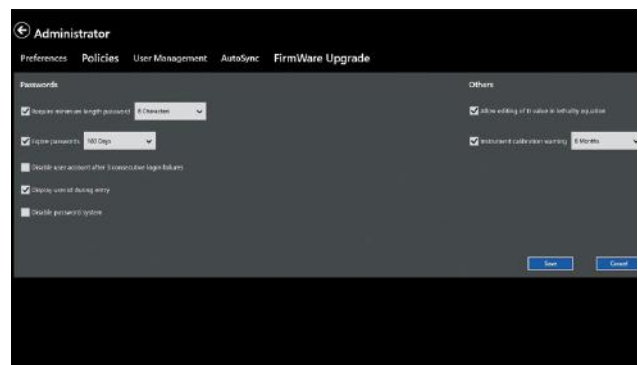 Administrator
Preferences Policies User Management AutoSync FirmWare Upgrade
Passwords
Require minimum length password 8 Characters
Expire passwords 180 Days
Disable user account after 3 consecutive login failures
Display user id during entry
Disable password system
Others
Allow editing of D value in lethality equation
Instrument calibration warning 6 Months
Save Cancel